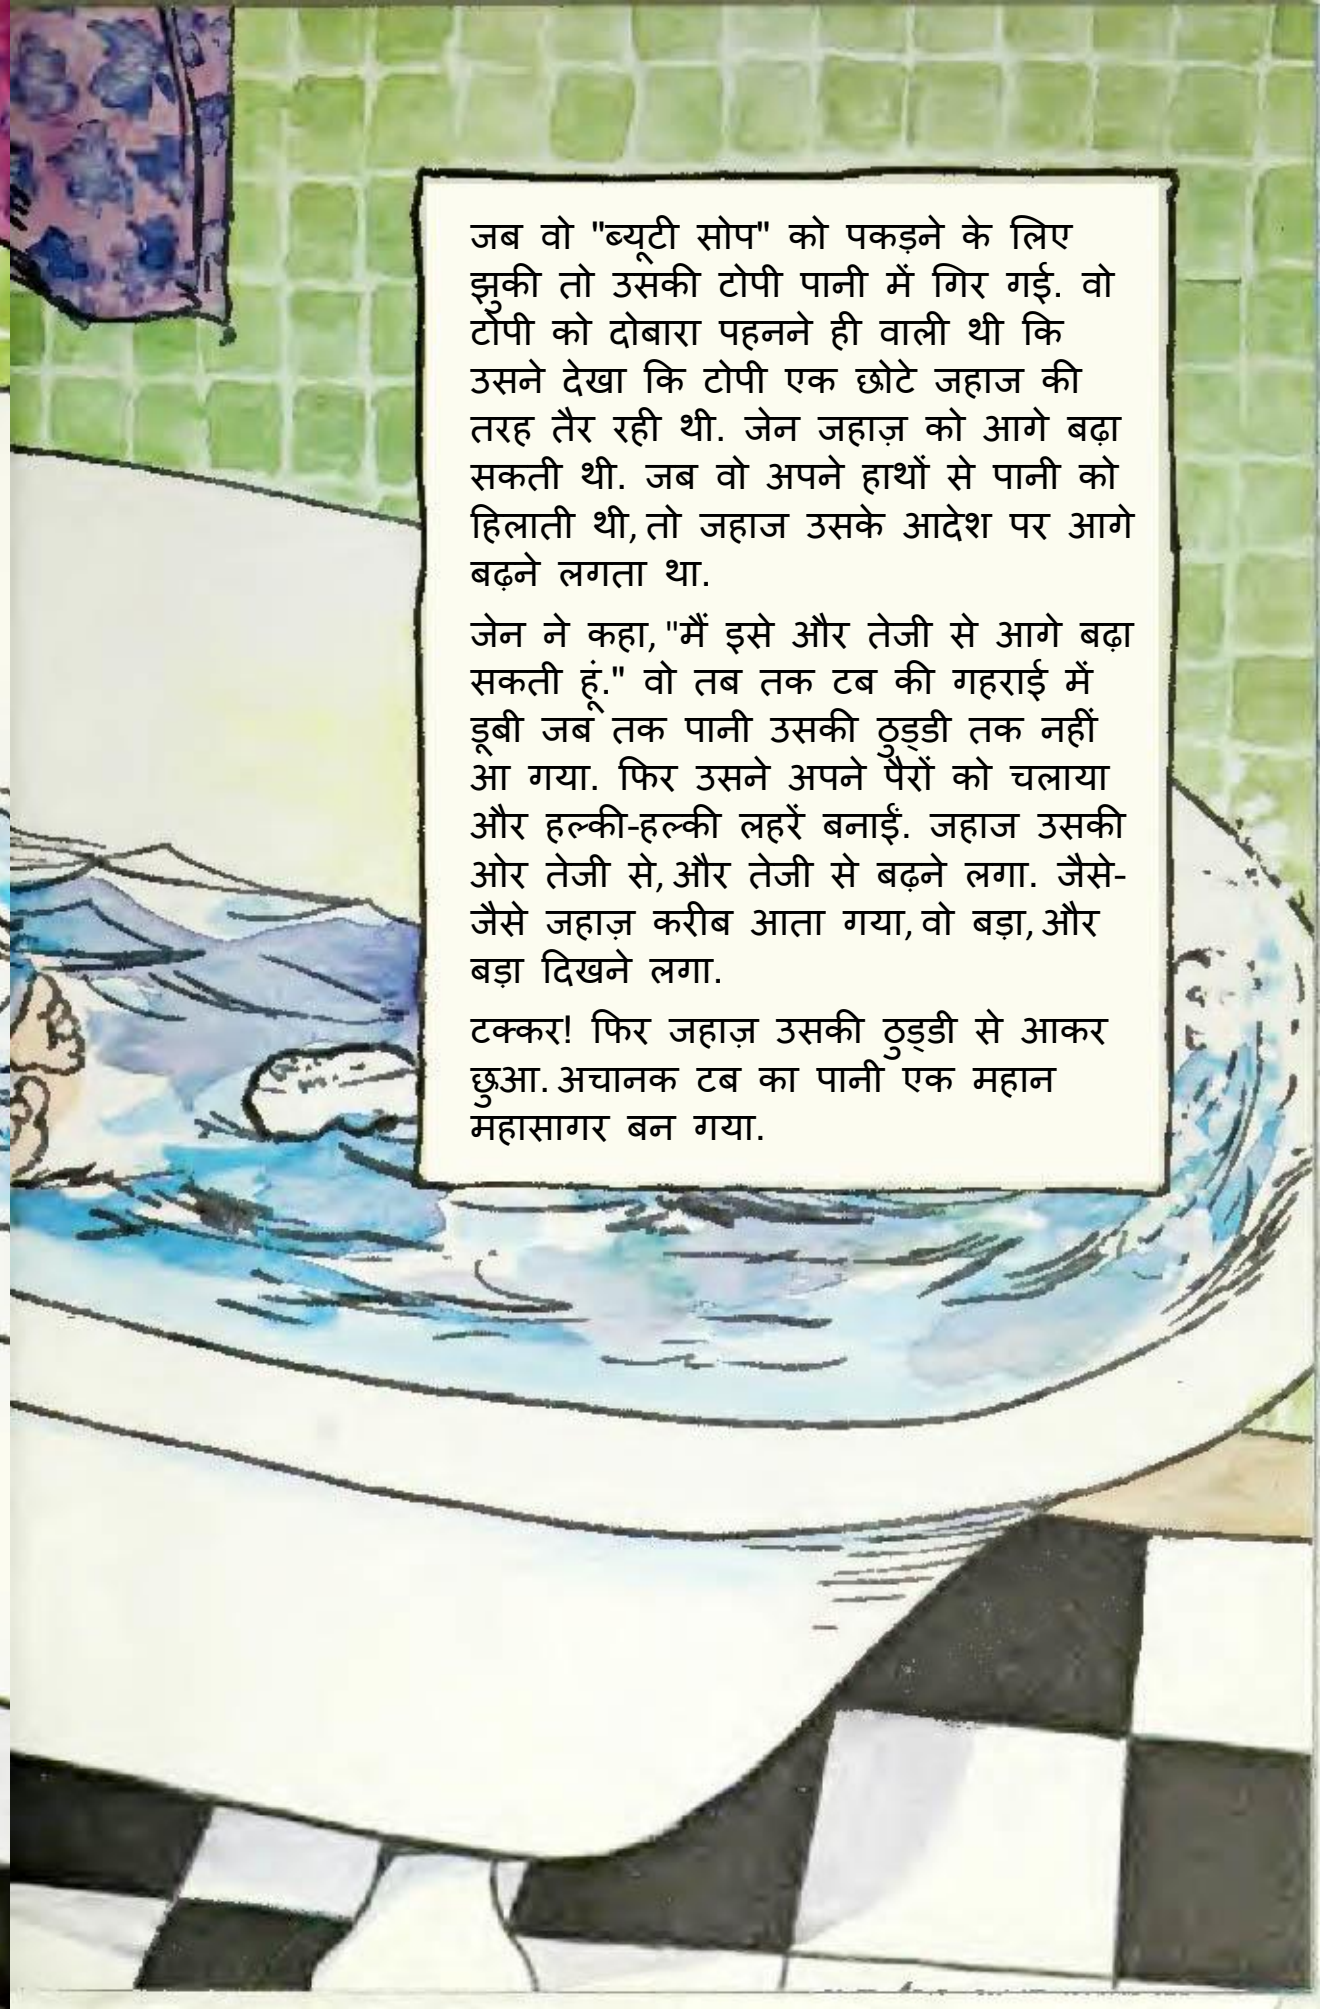 जब वो "ब्यूटी सोप" को पकड़ने के लिए
झुकी तो उसकी टोपी पानी में गिर गई. वो
टोपी को दोबारा पहनने ही वाली थी कि
उसने देखा कि टोपी एक छोटे जहाज की
तरह तैर रही थी. जेन जहाज़ को आगे बढ़ा
सकती थी. जब वो अपने हाथों से पानी को
हिलाती थी, तो जहाज उसके आदेश पर आगे
बढ़ने लगता था.
जेन ने कहा, "मैं इसे और तेजी से आगे बढ़ा
सकती हूं." वो तब तक टब की गहराई में
डूबी जब तक पानी उसकी ठुड्डी तक नहीं
आ गया. फिर उसने अपने पैरों को चलाया
और हल्की-हल्की लहरें बनाईं. जहाज उसकी
ओर तेजी से, और तेजी से बढ़ने लगा. जैसे-
जैसे जहाज़ करीब आता गया, वो बड़ा, और
बड़ा दिखने लगा.
टक्कर! फिर जहाज़ उसकी ठुड्डी से आकर
छुआ. अचानक टब का पानी एक महान
महासागर बन गया.